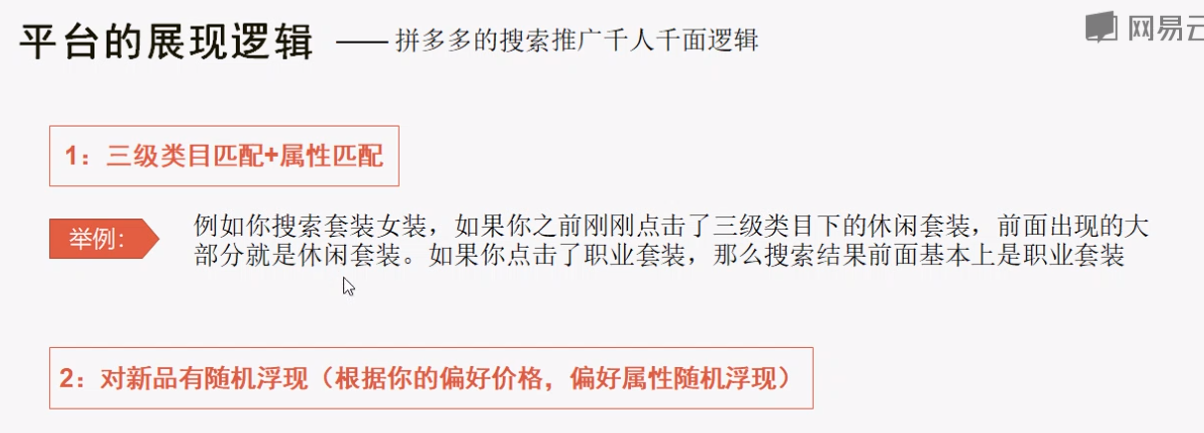 平台的展现逻辑 ——拼多多的搜索推广千人千面逻辑
网易云
1：三级类目匹配+属性匹配
举例：
例如你搜索套装女装，如果你之前刚刚点击了三级类目下的休闲套装，前面出现的大
部分就是休闲套装。如果你点击了职业套装，那么搜索结果前面基本上是职业套装
2：对新品有随机浮现（根据你的偏好价格，偏好属性随机浮现）